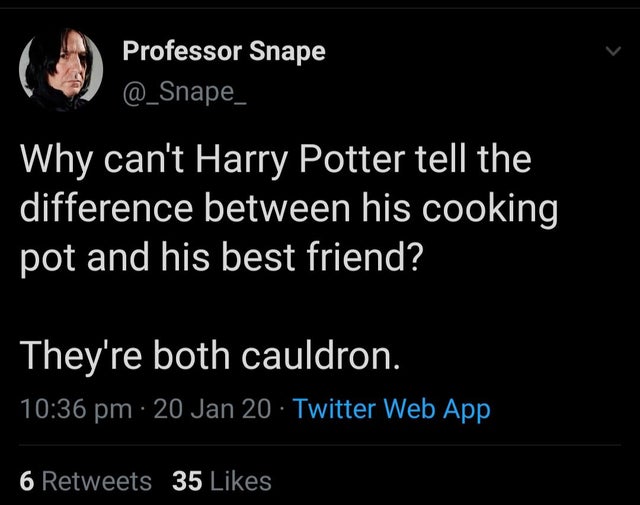 Professor Snape
@_Snape_
Why can't Harry Potter tell the
difference between his cooking
pot and his best friend?
They're both cauldron.
10:36 pm · 20 Jan 20 · Twitter Web App
6 Retweets 35 Likes